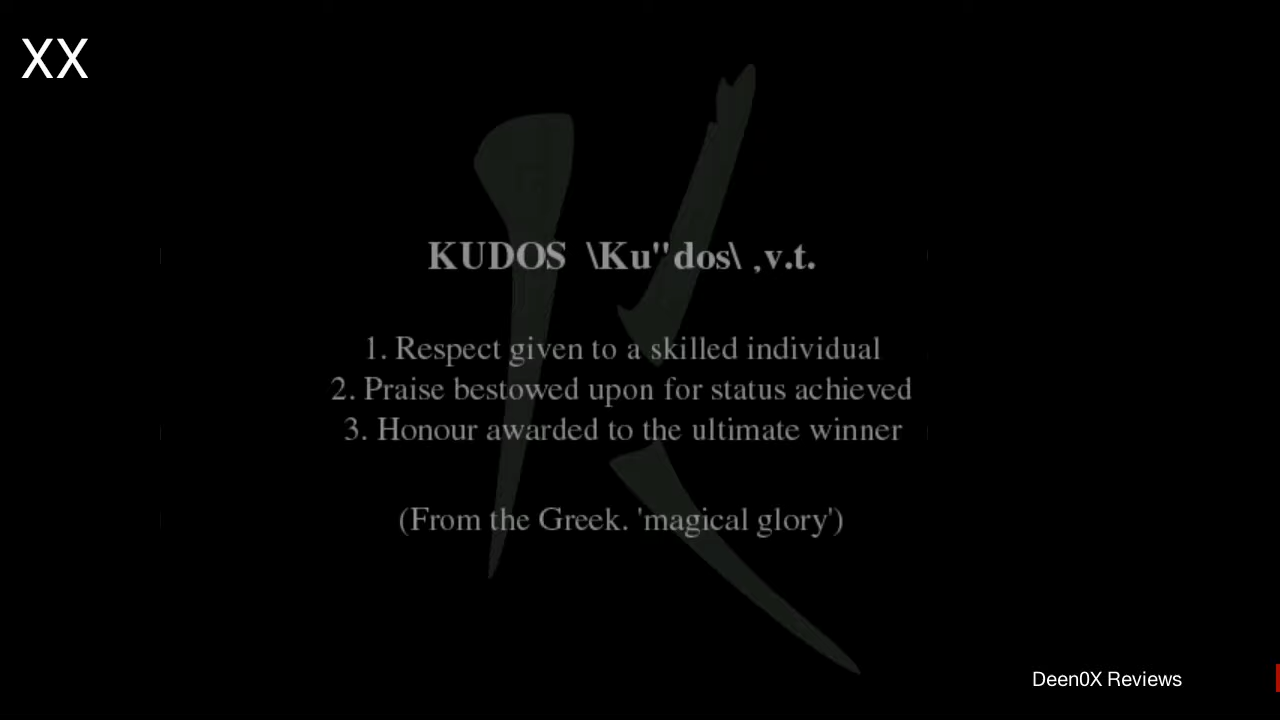 XX
KUDOS \Ku"dos\ ,v.t.
1. Respect given to a skilled individual
2. Praise bestowed upon for status achieved
3. Honour awarded to the ultimate winner
(From the Greek. 'magical glory')
Deen0X Reviews